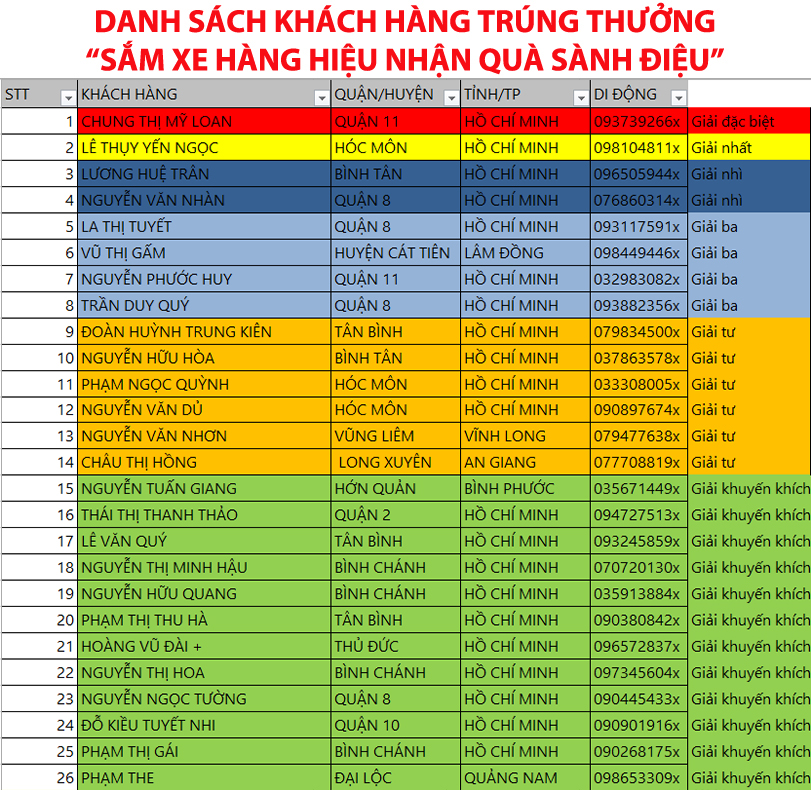 DANH SÁCH KHÁCH HÀNG TRÚNG THƯỞNG
“SẮM XE HÀNG HIỆU NHẬN QUÀ SÀNH ĐIỆU”
STT KHÁCH HÀNG QUẬN/HUYỆN TỈNH/TP DI ĐỘNG
1 CHUNG THỊ MỸ LOAN QUẬN 11 HỒ CHÍ MINH 093739266x Giải đặc biệt
2 LÊ THỤY YẾN NGỌC HÓC MÔN HỒ CHÍ MINH 098104811x Giải nhất
3 LƯƠNG HUỆ TRÂN BÌNH TÂN HỒ CHÍ MINH 096505944x Giải nhì
4 NGUYỄN VĂN NHÀN QUẬN 8 HỒ CHÍ MINH 076860314x Giải nhì
5 LA THỊ TUYẾT QUẬN 8 HỒ CHÍ MINH 093117591x Giải ba
6 VŨ THỊ GẤM HUYỆN CÁT TIÊN LÂM ĐỒNG 098449446x Giải ba
7 NGUYỄN PHƯỚC HUY QUẬN 11 HỒ CHÍ MINH 032983082x Giải ba
8 TRẦN DUY QUÝ QUẬN 8 HỒ CHÍ MINH 093882356x Giải ba
9 ĐOÀN HUỲNH TRUNG KIÊN TÂN BÌNH HỒ CHÍ MINH 079834500x Giải tư
10 NGUYỄN HỮU HÒA BÌNH TÂN HỒ CHÍ MINH 037863578x Giải tư
11 PHẠM NGỌC QUỲNH HÓC MÔN HỒ CHÍ MINH 033308005x Giải tư
12 NGUYỄN VĂN DỦ HÓC MÔN HỒ CHÍ MINH 090897674x Giải tư
13 NGUYỄN VĂN NHƠN VŨNG LIÊM VĨNH LONG 079477638x Giải tư
14 CHÂU THỊ HỒNG LONG XUYÊN AN GIANG 077708819x Giải tư
15 NGUYỄN TUẤN GIANG HỚN QUẢN BÌNH PHƯỚC 035671449x Giải khuyến khích
16 THÁI THỊ THANH THẢO QUẬN 2 HỒ CHÍ MINH 094727513x Giải khuyến khích
17 LÊ VĂN QUÝ TÂN BÌNH HỒ CHÍ MINH 093245859x Giải khuyến khích
18 NGUYỄN THỊ MINH HẬU BÌNH CHÁNH HỒ CHÍ MINH 070720130x Giải khuyến khích
19 NGUYỄN HỮU QUANG BÌNH CHÁNH HỒ CHÍ MINH 035913884x Giải khuyến khích
20 PHẠM THỊ THU HÀ TÂN BÌNH HỒ CHÍ MINH 090380842x Giải khuyến khích
21 HOÀNG VŨ ĐÀI + THỦ ĐỨC HỒ CHÍ MINH 096572837x Giải khuyến khích
22 NGUYỄN THỊ HOA BÌNH CHÁNH HỒ CHÍ MINH 097345604x Giải khuyến khích
23 NGUYỄN NGỌC TƯỜNG QUẬN 8 HỒ CHÍ MINH 090445433x Giải khuyến khích
24 ĐỖ KIỀU TUYẾT NHI QUẬN 10 HỒ CHÍ MINH 090901916x Giải khuyến khích
25 PHẠM THỊ GÁI BÌNH CHÁNH HỒ CHÍ MINH 090268175x Giải khuyến khích
26 PHẠM THE ĐẠI LỘC QUẢNG NAM 098653309x Giải khuyến khích